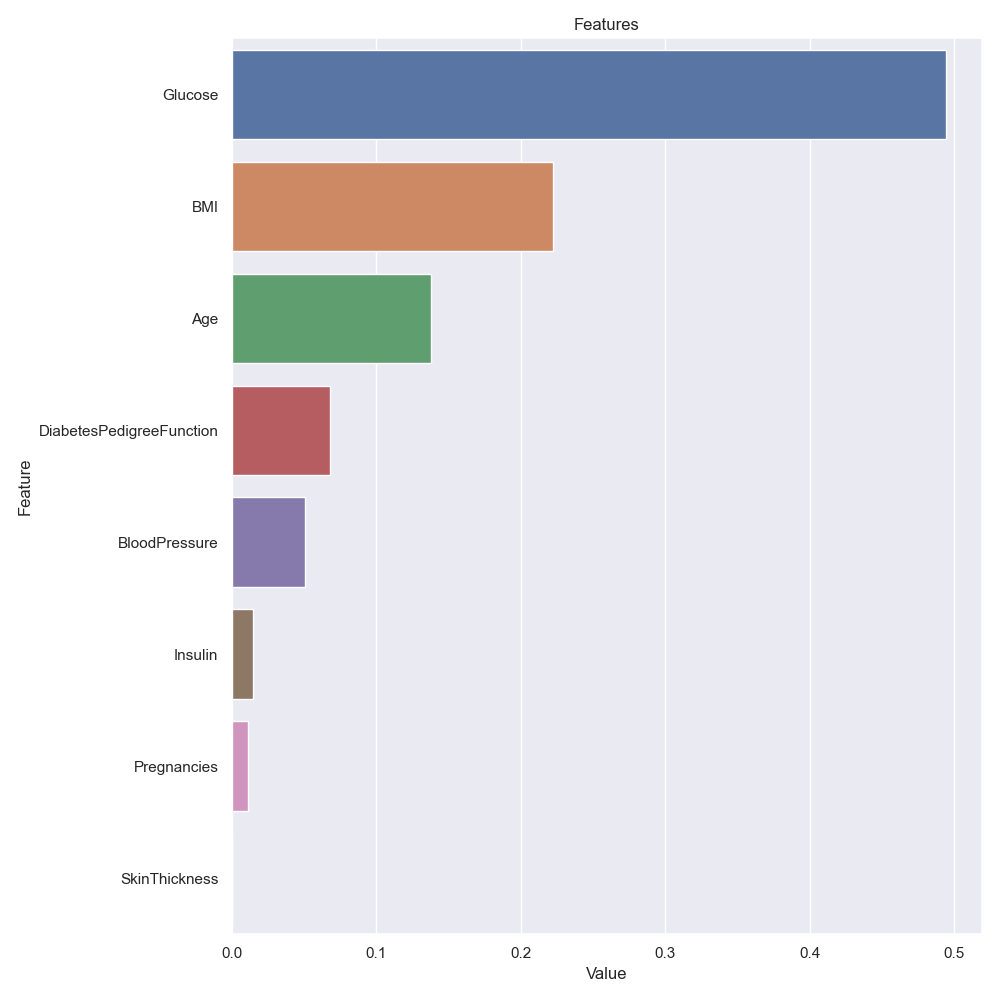 Features
Glucose
BMI
Age
DiabetesPedigreeFunction
BloodPressure
Insulin
Pregnancies
SkinThickness
Feature
0.0 0.1 0.2 0.3 0.4 0.5
Value